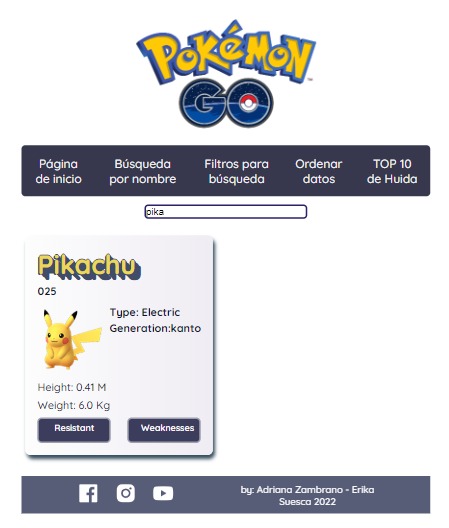 POKÉMON
GO
Página
de inicio
Búsqueda
por nombre
Filtros para
búsqueda
Ordenar
datos
TOP 10
de Huida
pika
Pikachu
025
Type: Electric
Generation:kanto
Height: 0.41 M
Weight: 6.0 Kg
Resistant
Weaknesses
by: Adriana Zambrano - Erika
Suesca 2022